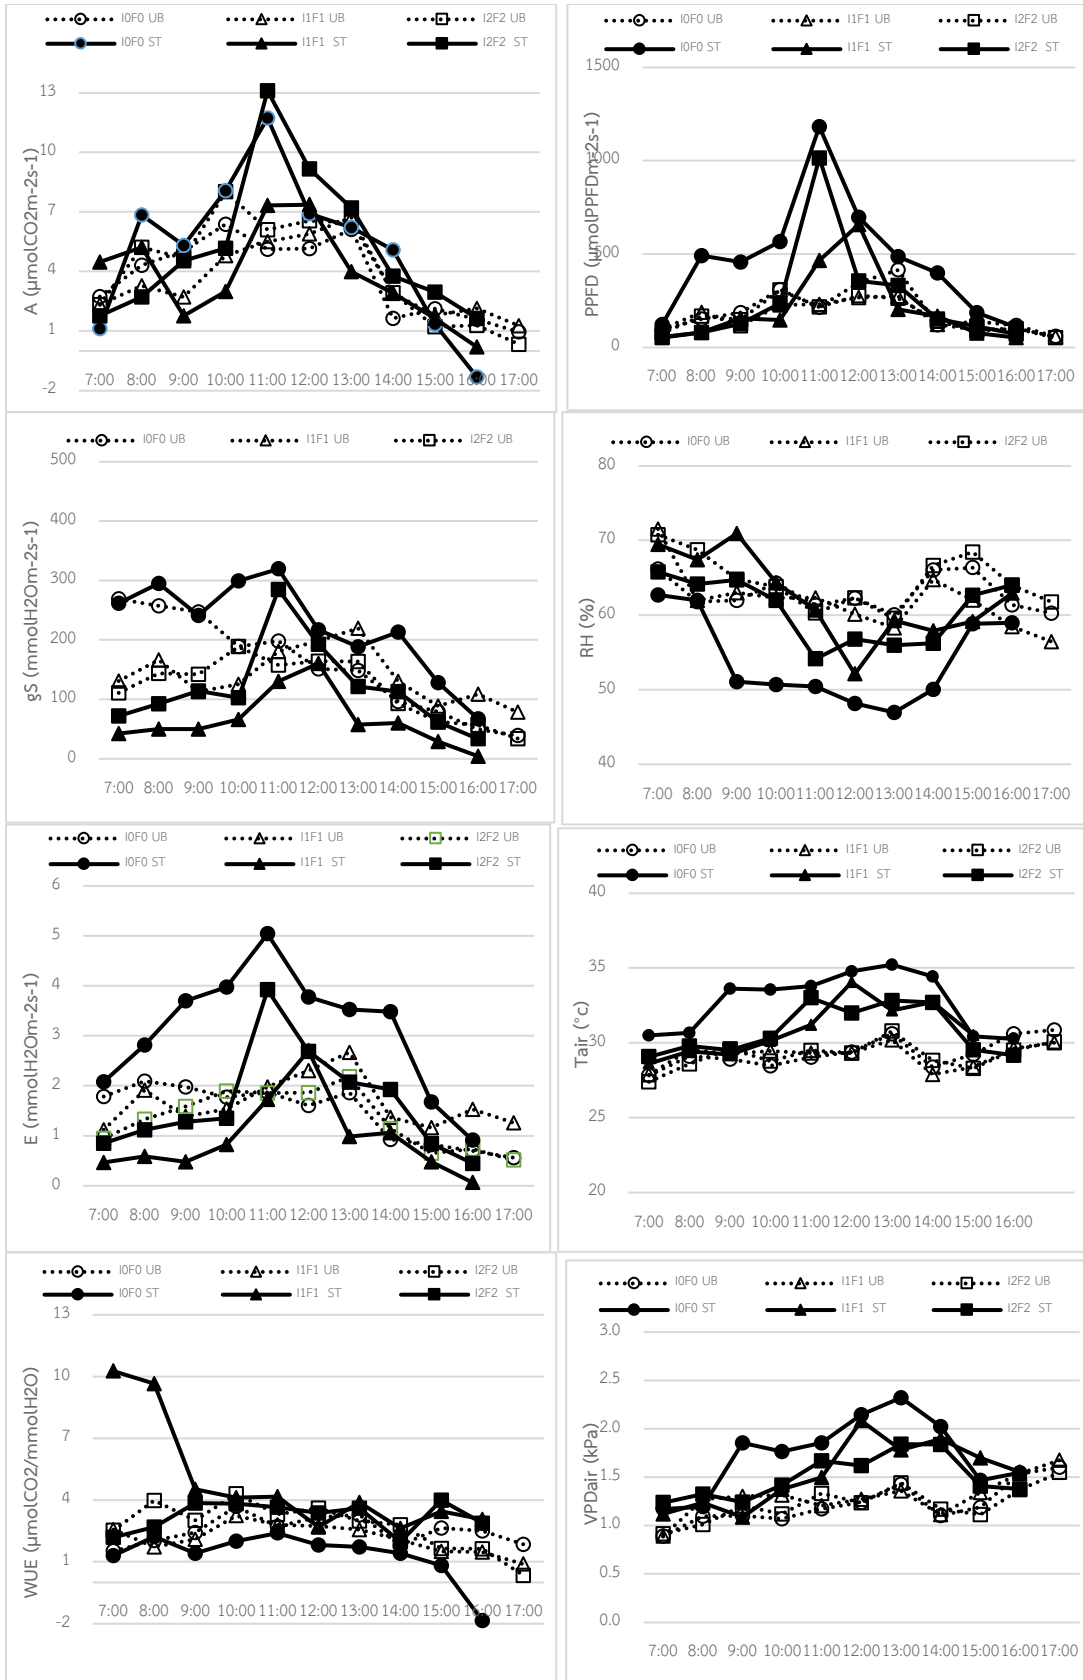 I0F0 UB I1F1 UB I2F2 UB
I0F0 ST I1F1 ST I2F2 ST
13
10
7
4
1
-2
A (µmolCO2m-2s-1)
7:00 8:00 9:00 10:00 11:00 12:00 13:00 14:00 15:00 16:00 17:00
I0F0 UB I1F1 UB I2F2 UB
I0F0 ST I1F1 ST I2F2 ST
1500
1000
500
0
PPFD (µmolPPFDm-2s-1)
7:00 8:00 9:00 10:00 11:00 12:00 13:00 14:00 15:00 16:00 17:00
I0F0 UB I1F1 UB I2F2 UB
500
400
300
200
100
0
gS (mmolH2Om-2s-1)
7:00 8:00 9:00 10:00 11:00 12:00 13:00 14:00 15:00 16:00 17:00
I0F0 UB I1F1 UB I2F2 UB
80
70
60
50
40
RH (%)
7:00 8:00 9:00 10:00 11:00 12:00 13:00 14:00 15:00 16:00 17:00
I0F0 UB I1F1 UB I2F2 UB
I0F0 ST I1F1 ST I2F2 ST
6
5
4
3
2
1
0
E (mmolH2Om-2s-1)
7:00 8:00 9:00 10:00 11:00 12:00 13:00 14:00 15:00 16:00 17:00
I0F0 UB I1F1 UB I2F2 UB
I0F0 ST I1F1 ST I2F2 ST
40
35
30
25
20
Tair (°c)
7:00 8:00 9:00 10:00 11:00 12:00 13:00 14:00 15:00 16:00
I0F0 UB I1F1 UB I2F2 UB
I0F0 ST I1F1 ST I2F2 ST
13
10
7
4
1
-2
WUE (µmolCO2/mmolH2O)
7:00 8:00 9:00 10:00 11:00 12:00 13:00 14:00 15:00 16:00 17:00
I0F0 UB I1F1 UB I2F2 UB
I0F0 ST I1F1 ST I2F2 ST
3.0
2.5
2.0
1.5
1.0
0.5
0.0
VPDair (kPa)
7:00 8:00 9:00 10:00 11:00 12:00 13:00 14:00 15:00 16:00 17:00